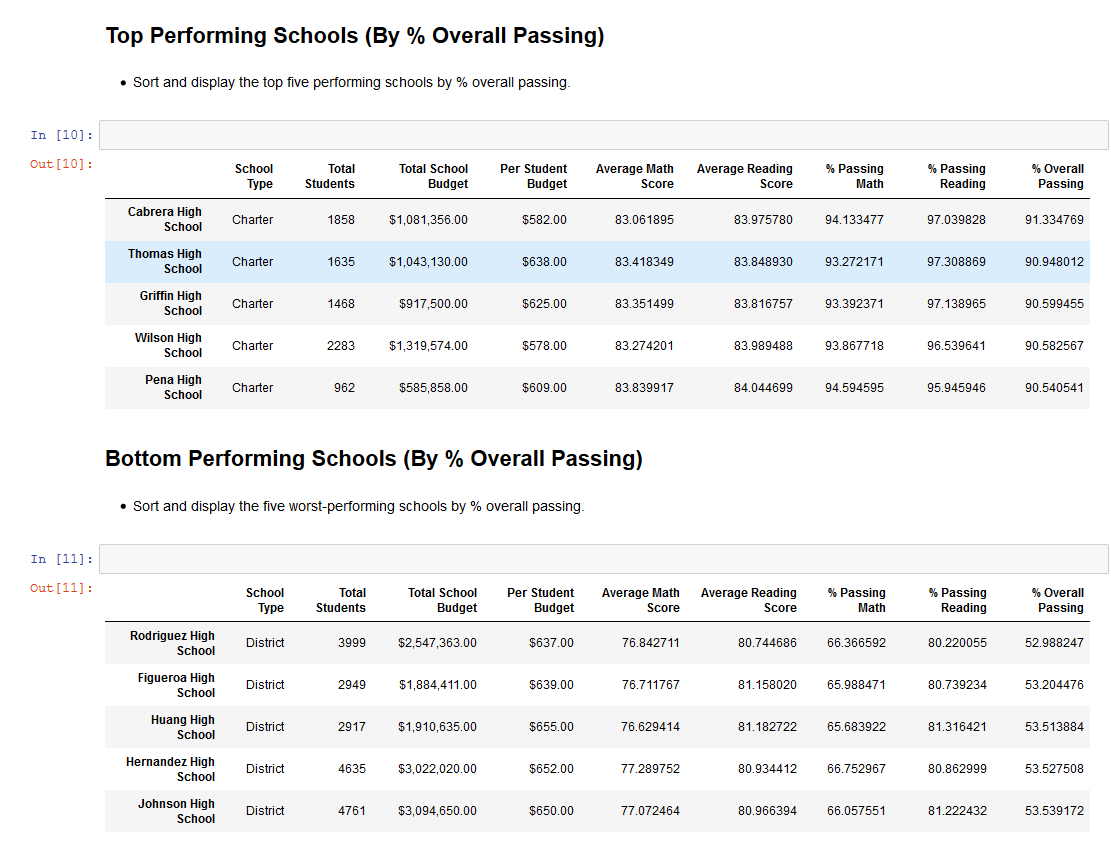 Top Performing Schools (By % Overall Passing)
• Sort and display the top five performing schools by % overall passing.
In [10]:
Out[10]:
School Type Total Students Total School Budget Per Student Budget Average Math Score Average Reading Score % Passing Math % Passing Reading % Overall Passing
Cabrera High School Charter 1858 $1,081,356.00 $582.00 83.061895 83.975780 94.133477 97.039828 91.334769
Thomas High School Charter 1635 $1,043,130.00 $638.00 83.418349 83.848930 93.272171 97.308869 90.948012
Griffin High School Charter 1468 $917,500.00 $625.00 83.351499 83.816757 93.392371 97.138965 90.599455
Wilson High School Charter 2283 $1,319,574.00 $578.00 83.274201 83.989488 93.867718 96.539641 90.582567
Pena High School Charter 962 $585,858.00 $609.00 83.839917 84.044699 94.594595 95.945946 90.540541
Bottom Performing Schools (By % Overall Passing)
• Sort and display the five worst-performing schools by % overall passing.
In [11]:
Out[11]:
School Type Total Students Total School Budget Per Student Budget Average Math Score Average Reading Score % Passing Math % Passing Reading % Overall Passing
Rodriguez High School District 3999 $2,547,363.00 $637.00 76.842711 80.744686 66.366592 80.220055 52.988247
Figueroa High School District 2949 $1,884,411.00 $639.00 76.711767 81.158020 65.988471 80.739234 53.204476
Huang High School District 2917 $1,910,635.00 $655.00 76.629414 81.182722 65.683922 81.316421 53.513884
Hernandez High School District 4635 $3,022,020.00 $652.00 77.289752 80.934412 66.752967 80.862999 53.527508
Johnson High School District 4761 $3,094,650.00 $650.00 77.072464 80.966394 66.057551 81.222432 53.539172